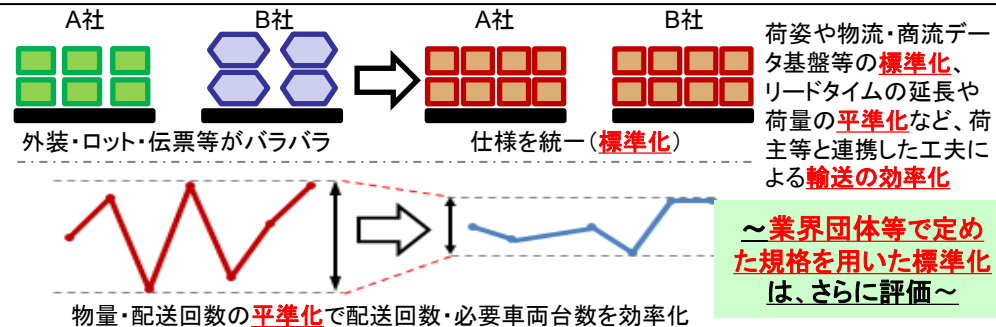 A社
B社
A社
B社
外装・ロット・伝票等がバラバラ
仕様を統一(標準化)
荷姿や物流・商流デー
タ基盤等の標準化、
リードタイムの延長や
荷量の平準化など、荷
主等と連携した工夫に
よる輸送の効率化
～業界団体等で定め
た規格を用いた標準化
は、さらに評価～
物量・配送回数の平準化で配送回数・必要車両台数を効率化